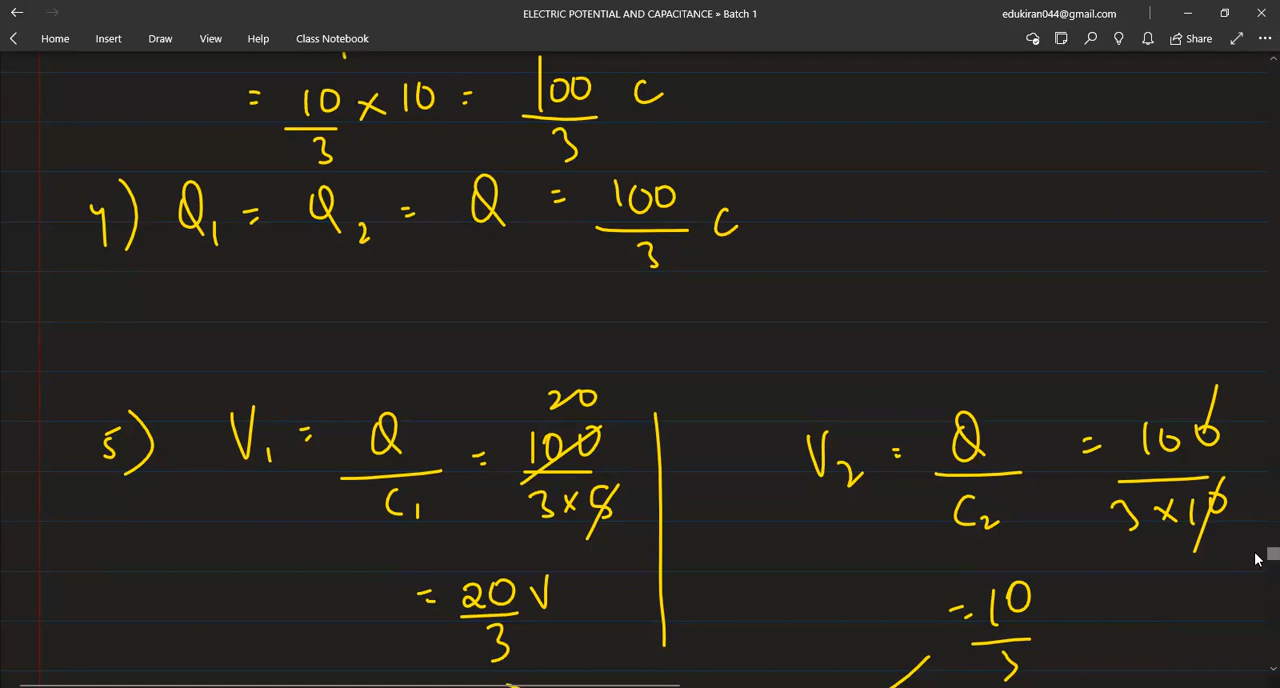 ELECTRIC POTENTIAL AND CAPACITANCE » Batch 1
edukiran044@gmail.com
Home Insert Draw View Help Class Notebook Share
= 10/3 × 10 = 100/3 C
4) Q₁ = Q₂ = Q = 100/3 C
20
5) V₁ = Q/C₁ = 100/3 × 5
= 20/3 V
V₂ = Q/C₂ = 100/3 × 10
= 10/3